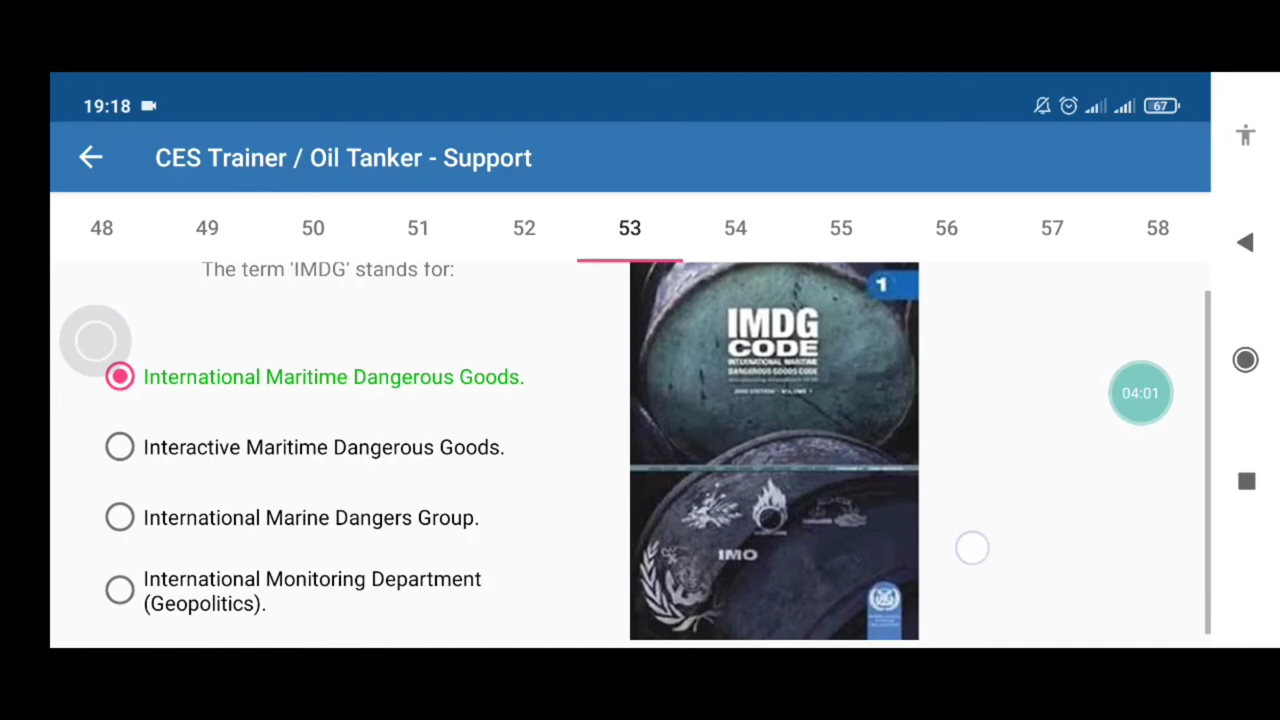 19:18
67
CES Trainer / Oil Tanker - Support
48 49 50 51 52 53 54 55 56 57 58
The term 'IMDG' stands for:
International Maritime Dangerous Goods.
Interactive Maritime Dangerous Goods.
International Marine Dangers Group.
International Monitoring Department
(Geopolitics).
1
IMDG
CODE
INTERNATIONAL MARITIME
DANGEROUS GOODS CODE
IMO
04:01